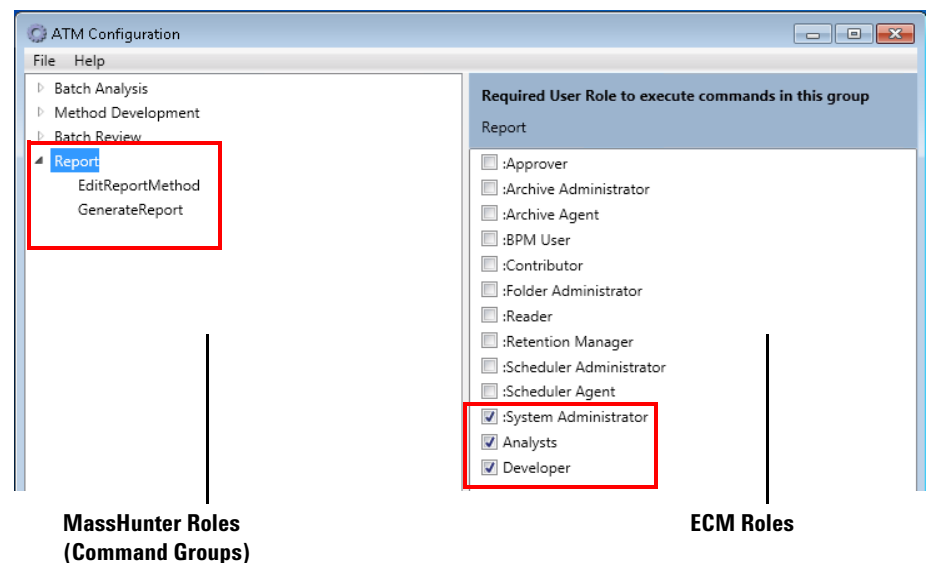 ATM Configuration
File Help
Batch Analysis
Method Development
Batch Review
Report
EditReportMethod
GenerateReport
Required User Role to execute commands in this group
Report
:Approver
:Archive Administrator
:Archive Agent
:BPM User
:Contributor
:Folder Administrator
:Reader
:Retention Manager
:Scheduler Administrator
:Scheduler Agent
:System Administrator
Analysts
Developer
MassHunter Roles
(Command Groups)
ECM Roles